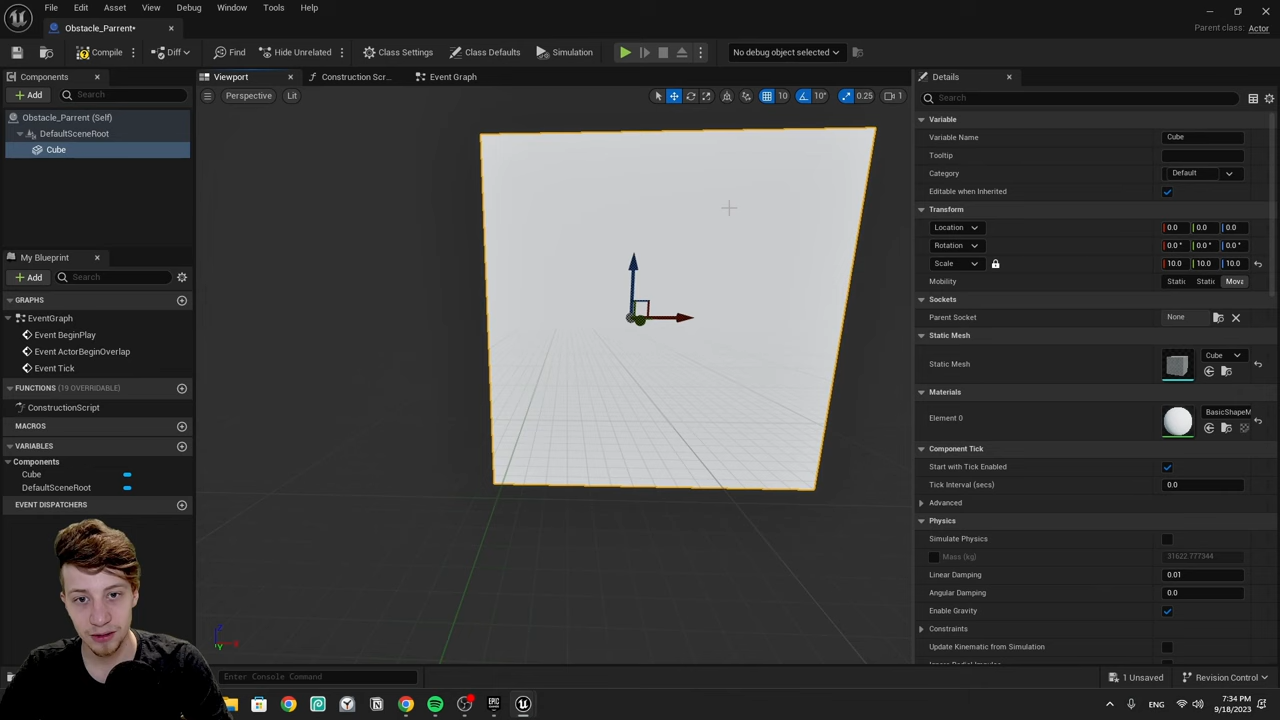 File Edit Asset View Debug Window Tools Help
Obstacle_Parrent*
Parent class: Actor
Compile Diff Find Hide Unrelated Class Settings Class Defaults Simulation No debug object selected
Components Viewport Construction Scr... Event Graph Details
Add Search Perspective Lit 10 10° 0.25 1 Search
Obstacle_Parrent (Self) Variable
DefaultSceneRoot Variable Name Cube
Cube Tooltip
Category Default
Editable when Inherited
Transform
Location 0.0 0.0 0.0
Rotation 0.0 ° 0.0 ° 0.0 °
My Blueprint Scale 10.0 10.0 10.0
Add Search Mobility Static Static Mova
GRAPHS Sockets
EventGraph Parent Socket None
Event BeginPlay Static Mesh
Event ActorBeginOverlap Static Mesh Cube
Event Tick
FUNCTIONS (19 OVERRIDABLE) Materials
ConstructionScript Element 0 BasicShapeM
MACROS
VARIABLES Component Tick
Components Start with Tick Enabled
Cube Tick Interval (secs) 0.0
DefaultSceneRoot Advanced
EVENT DISPATCHERS Physics
Simulate Physics
Mass (kg) 31622.777344
Linear Damping 0.01
Angular Damping 0.0
Enable Gravity
Constraints
Update Kinematic from Simulation
Ignore Radial Impulse
Enter Console Command 1 Unsaved Revision Control
ENG 7:34 PM
9/18/2023